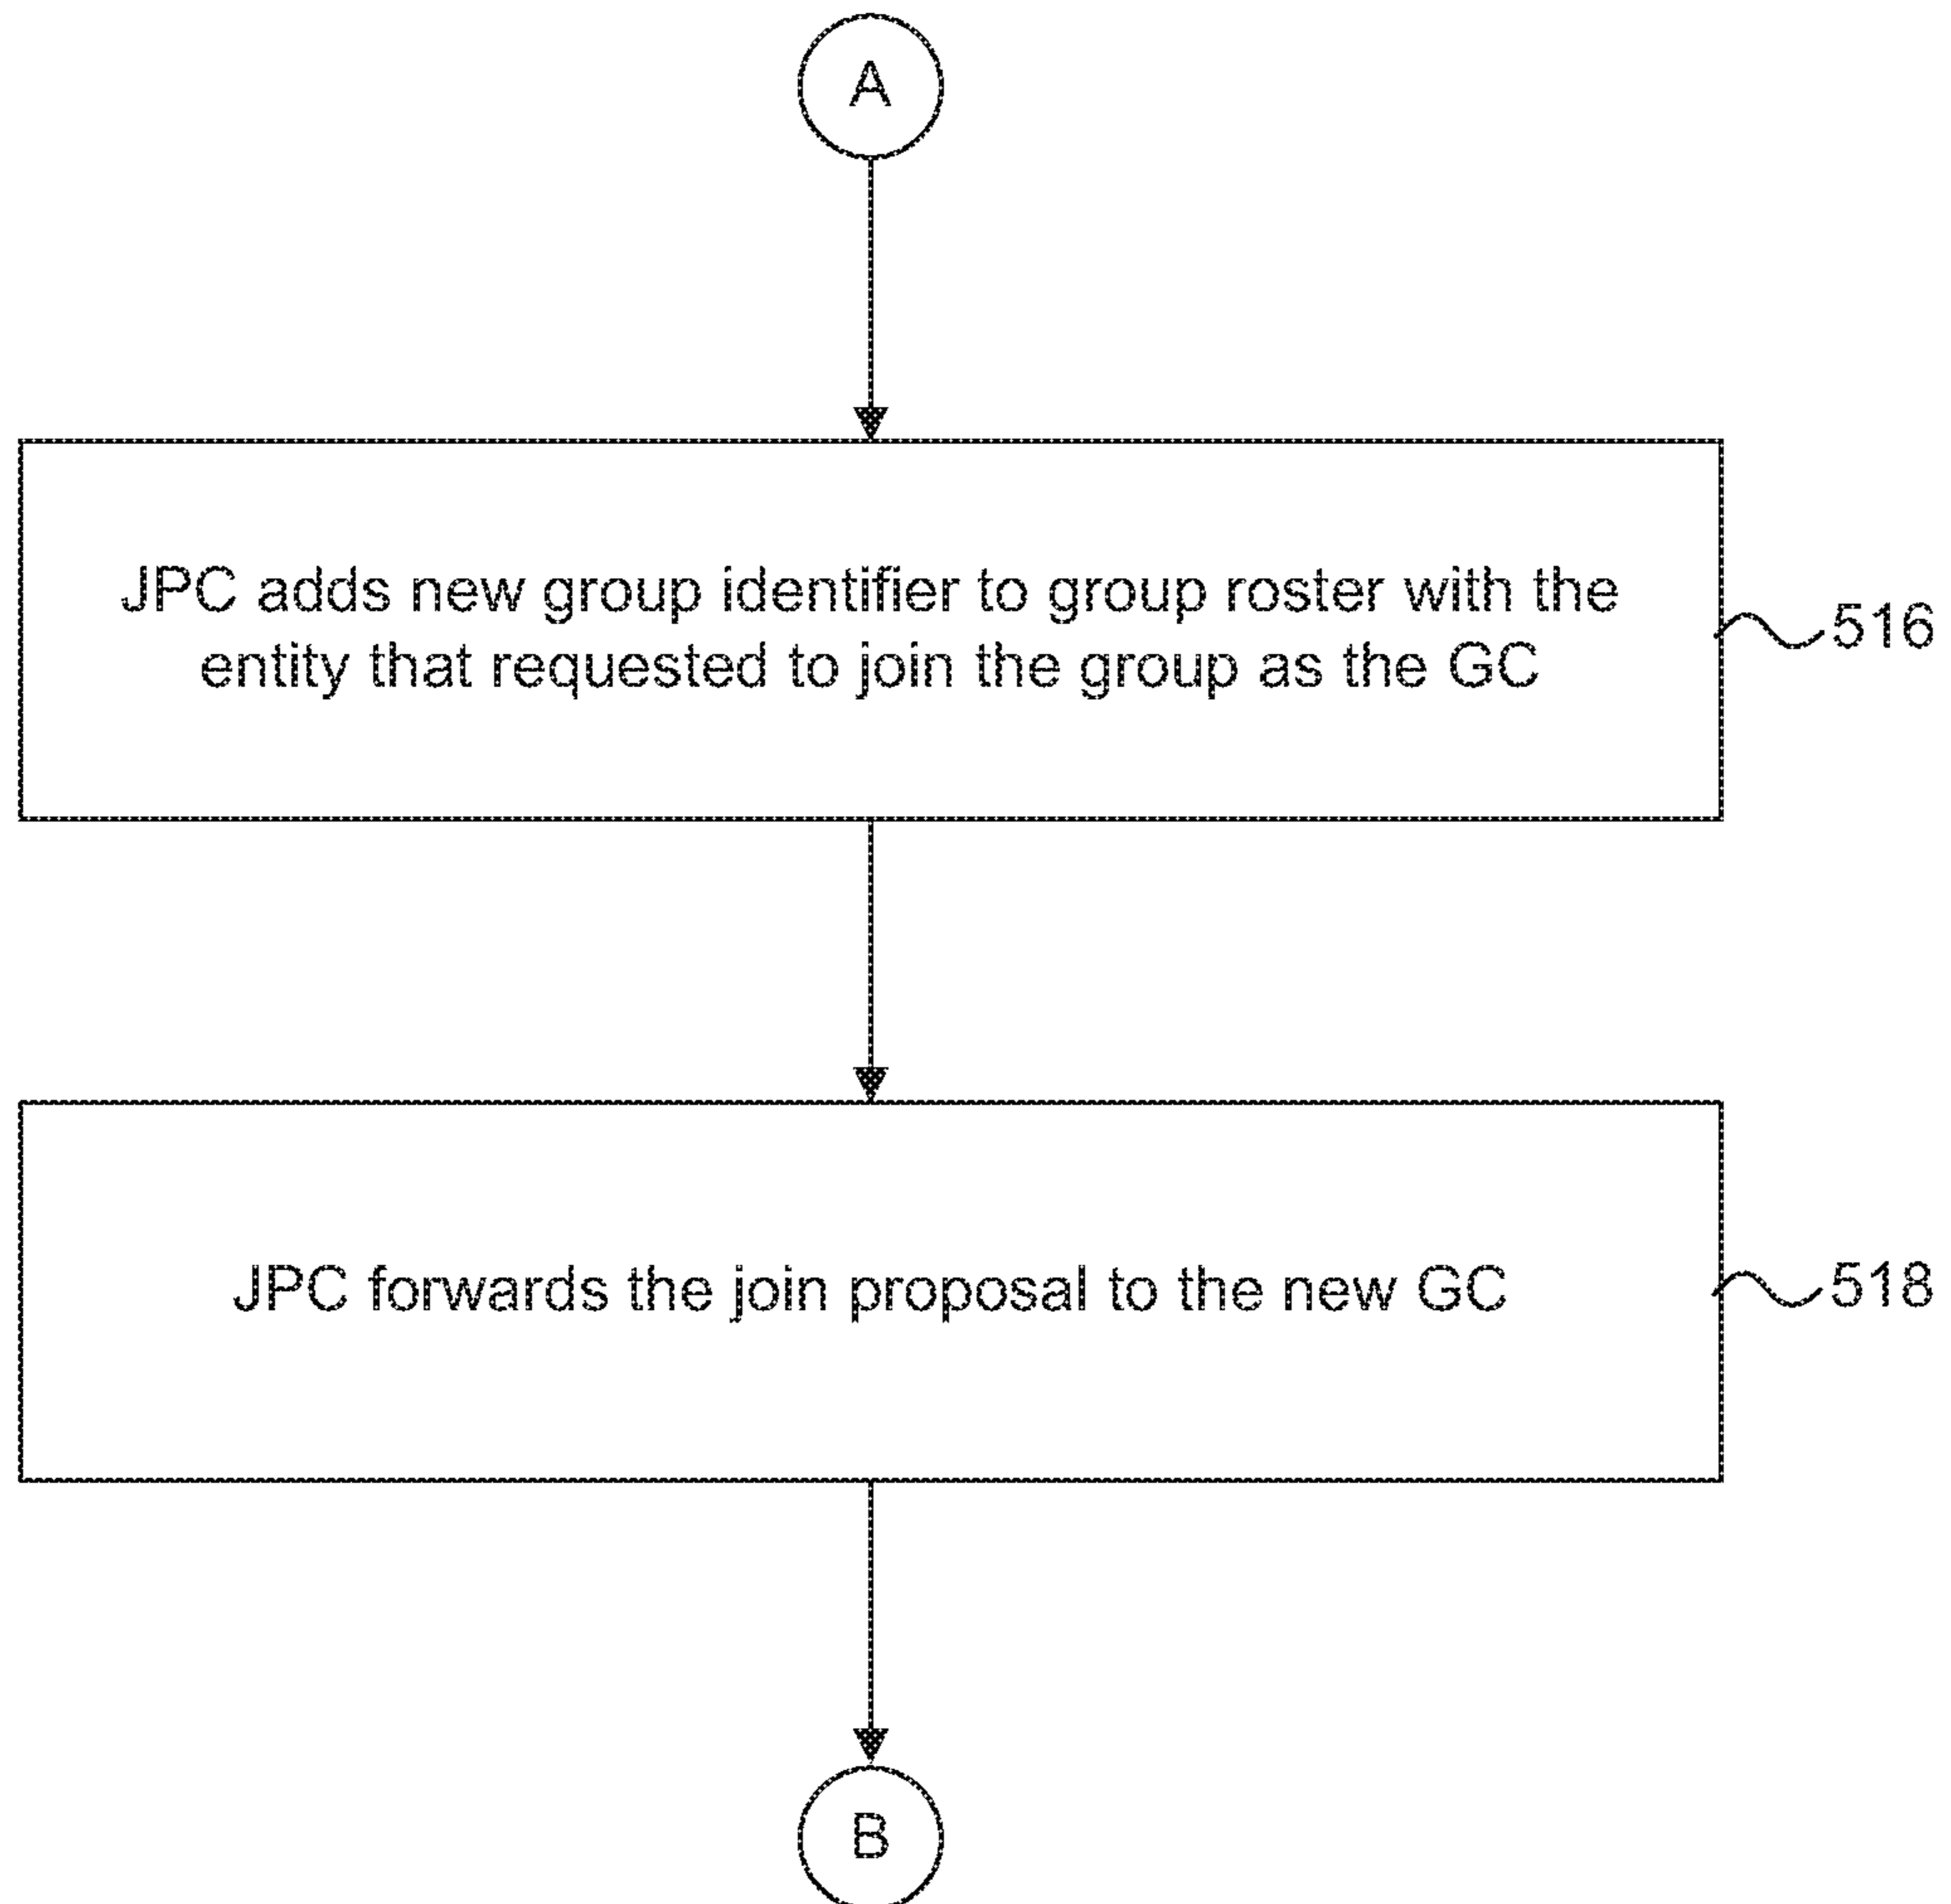 A
JPC adds new group identifier to group roster with the
entity that requested to join the group as the GC
516
JPC forwards the join proposal to the new GC
518
B